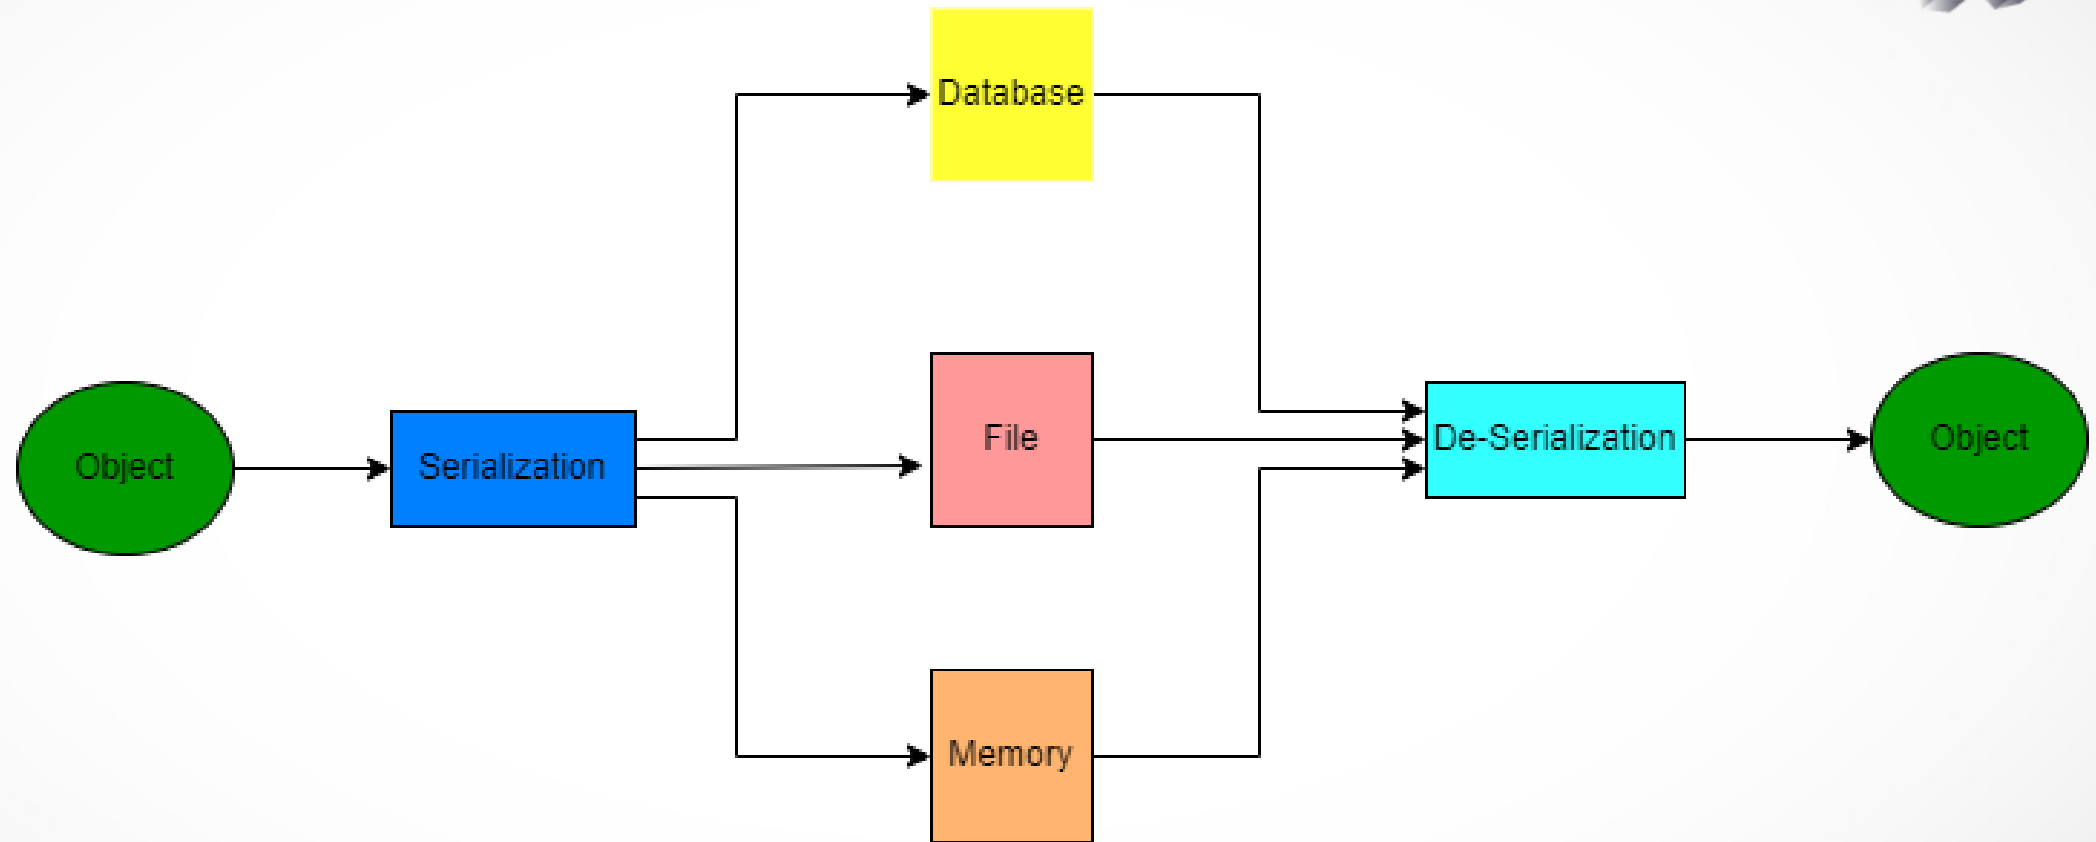 Database
Object
Serialization
File
De-Serialization
Object
Memory